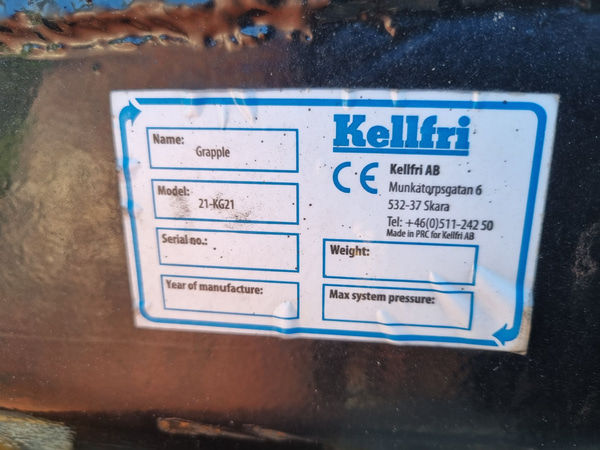 Kellfri
Name:
Grapple
CE
Kellfri AB
Munkatorpsgatan 6
532-37 Skara
Tel: +46(0)511-242 50
Made in PRC for Kellfri AB
Model:
21-KG21
Serial no.:
Weight:
Year of manufacture:
Max system pressure: